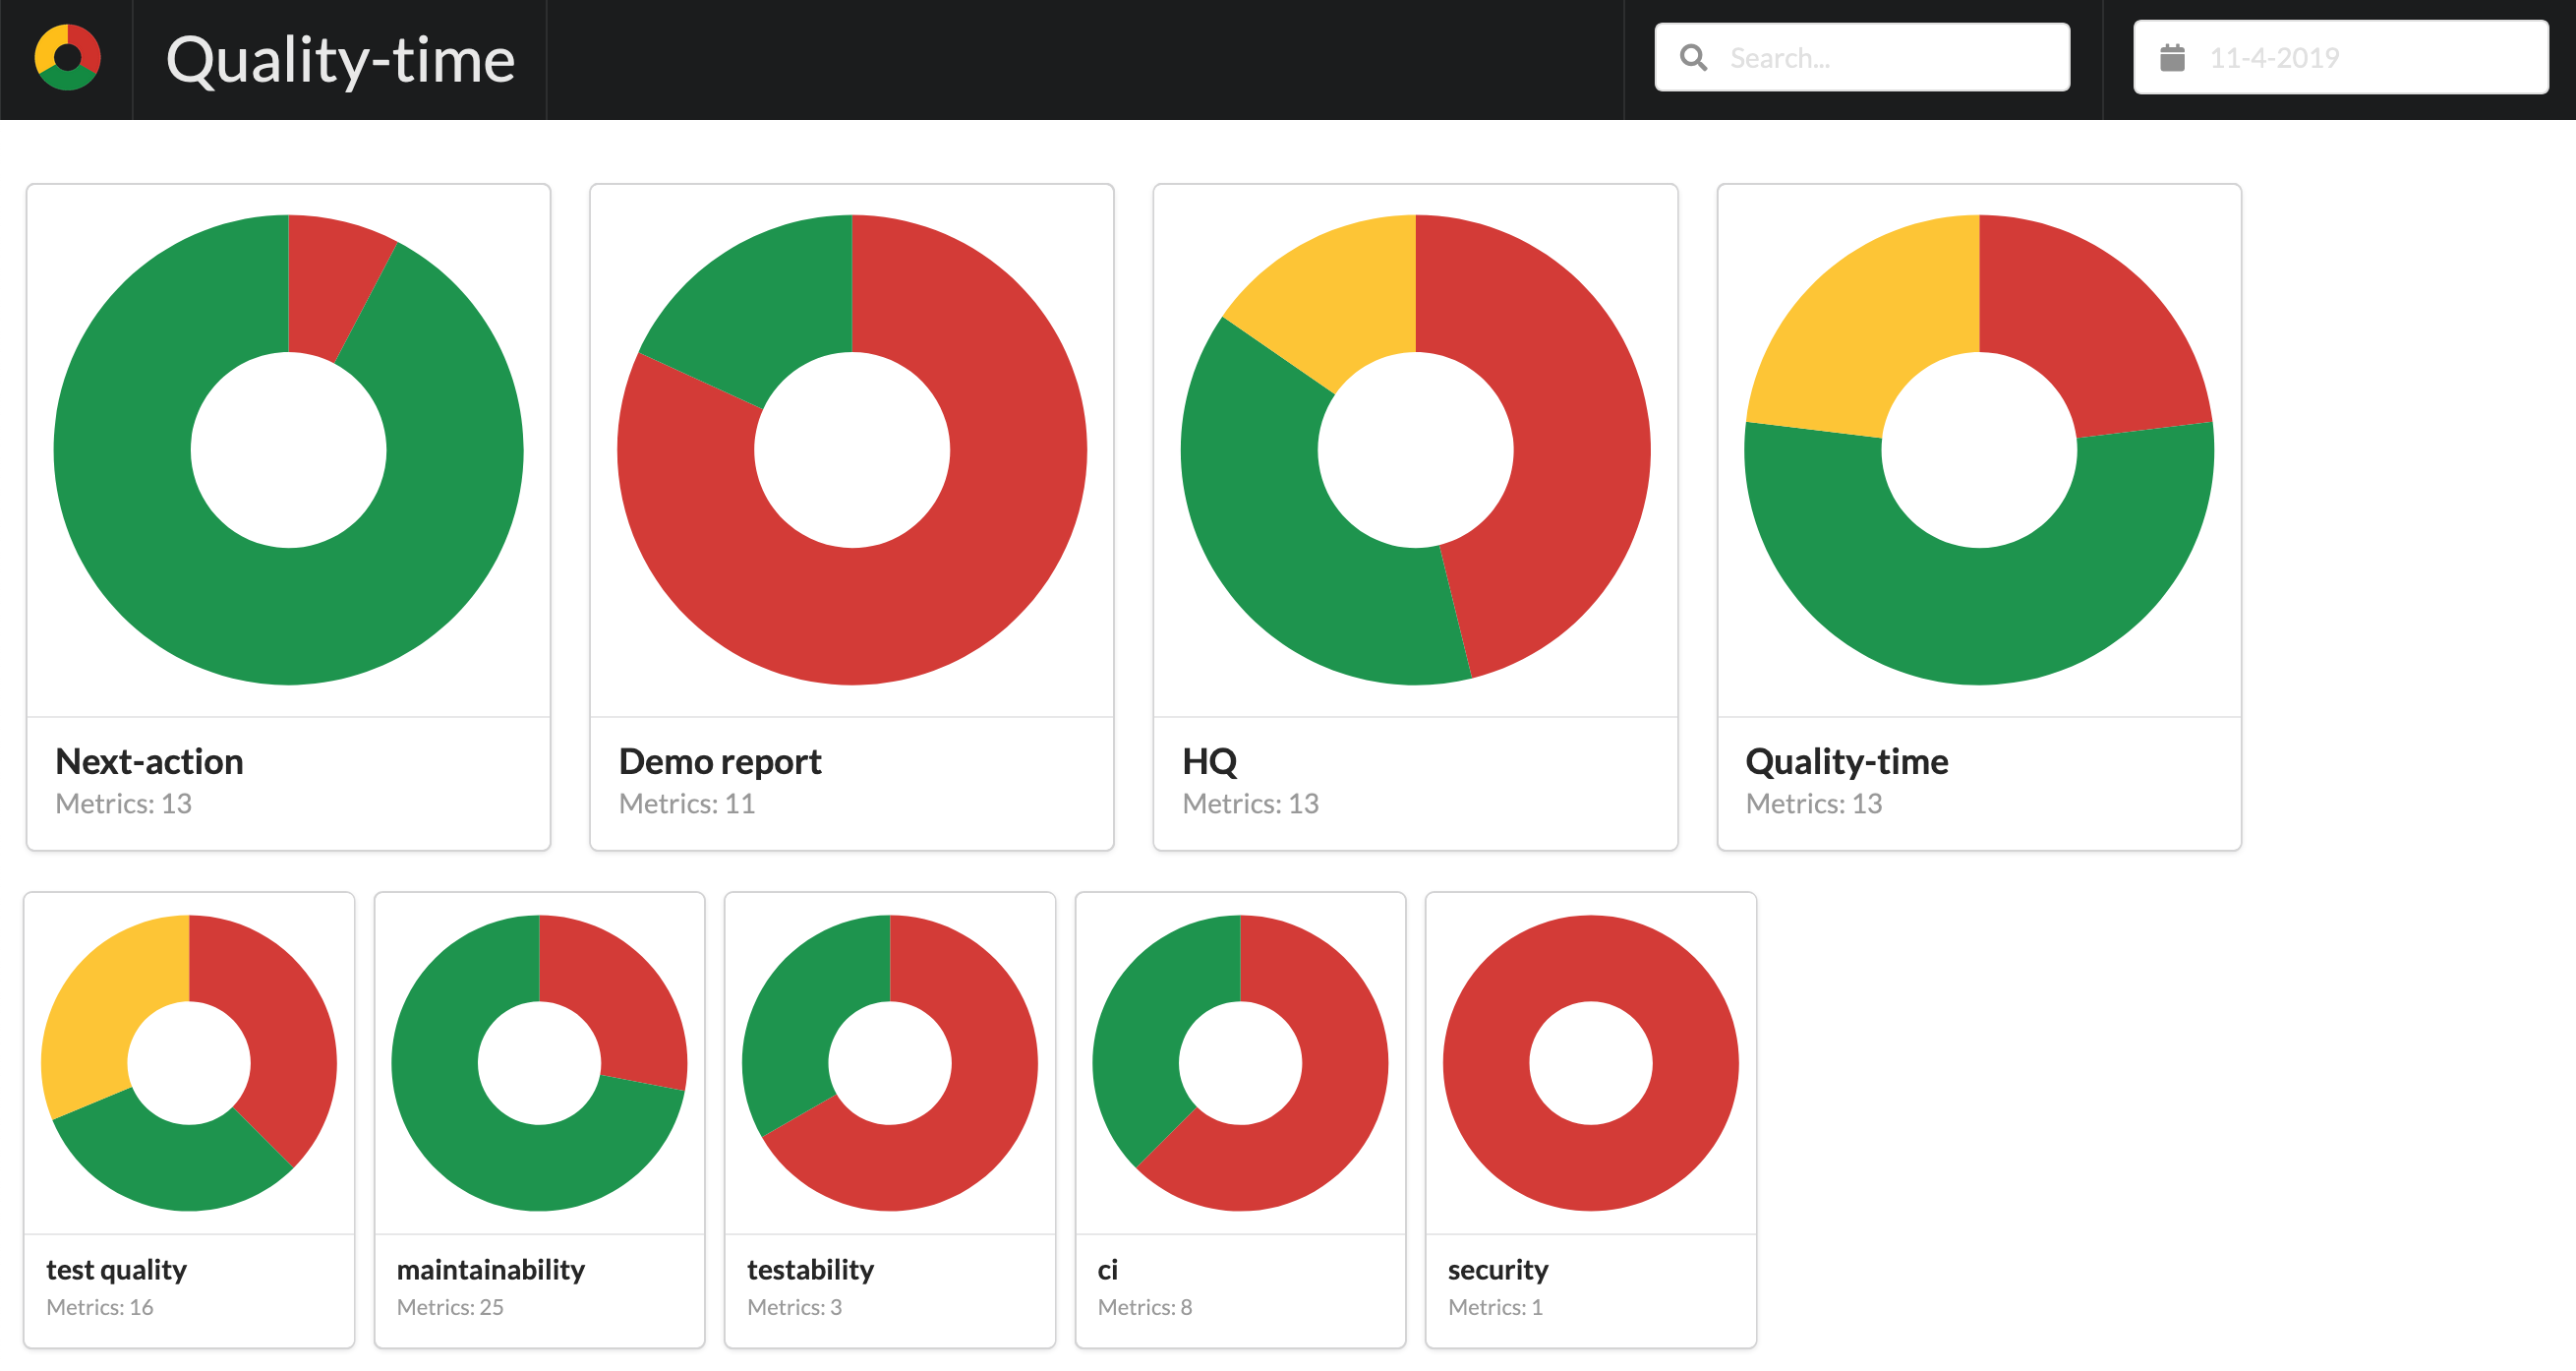 Quality-time
Search...
11-4-2019
Next-action
Metrics: 13
Demo report
Metrics: 11
HQ
Metrics: 13
Quality-time
Metrics: 13
test quality
Metrics: 16
maintainability
Metrics: 25
testability
Metrics: 3
ci
Metrics: 8
security
Metrics: 1